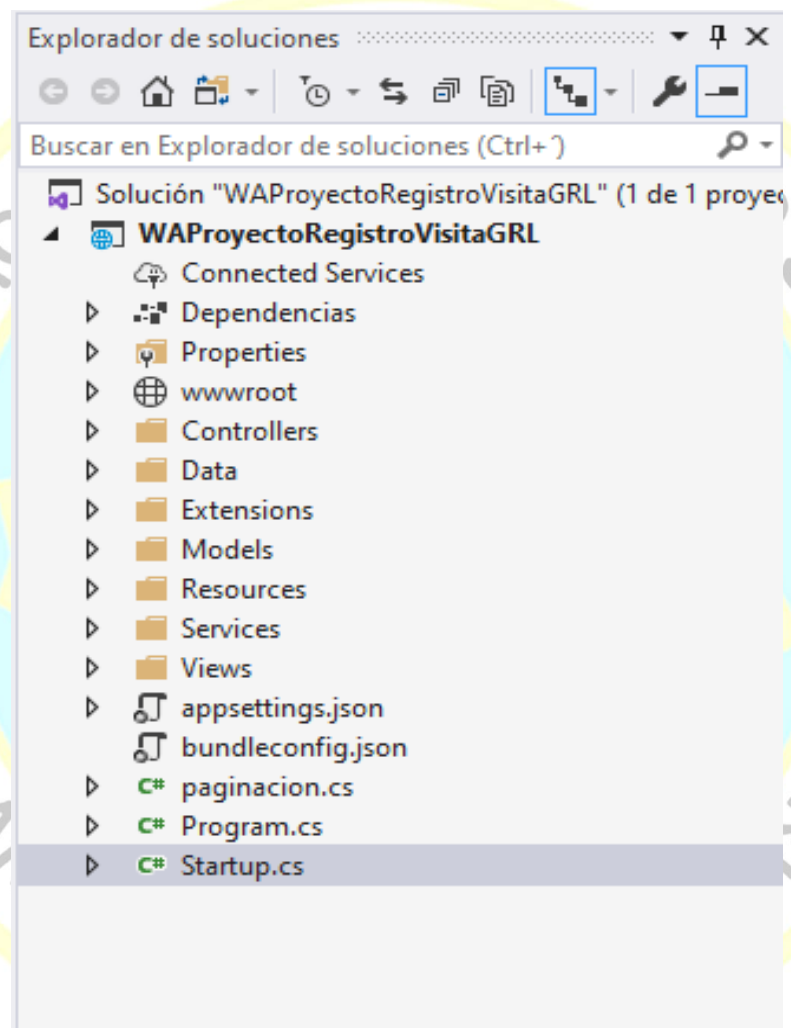 Explorador de soluciones
Buscar en Explorador de soluciones (Ctrl+´)
Solución "WAProyectoRegistroVisitaGRL" (1 de 1 proyec
WAProyectoRegistroVisitaGRL
Connected Services
Dependencias
Properties
wwwroot
Controllers
Data
Extensions
Models
Resources
Services
Views
appsettings.json
bundleconfig.json
C# paginacion.cs
C# Program.cs
C# Startup.cs